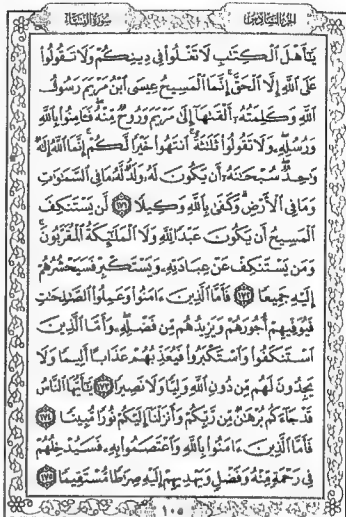 الجزء السادس
سورة النساء
يَٰٓأَهۡلَ ٱلۡكِتَٰبِ لَا تَغۡلُواْ فِي دِينِكُمۡ وَلَا تَقُولُواْ
عَلَى ٱللَّهِ إِلَّا ٱلۡحَقَّۚ إِنَّمَا ٱلۡمَسِيحُ عِيسَى ٱبۡنُ مَرۡيَمَ رَسُولُ
ٱللَّهِ وَكَلِمَتُهُۥٓ أَلۡقَىٰهَآ إِلَىٰ مَرۡيَمَ وَرُوحٞ مِّنۡهُۖ فَـَٔامِنُواْ بِٱللَّهِ
وَرُسُلِهِۦۖ وَلَا تَقُولُواْ ثَلَٰثَةٌۚ ٱنتَهُواْ خَيۡرٗا لَّكُمۡۚ إِنَّمَا ٱللَّهُ إِلَٰهٞ
وَٰحِدٞۖ سُبۡحَٰنَهُۥٓ أَن يَكُونَ لَهُۥ وَلَدٞۘ لَّهُۥ مَا فِي ٱلسَّمَٰوَٰتِ
وَمَا فِي ٱلۡأَرۡضِۗ وَكَفَىٰ بِٱللَّهِ وَكِيلٗا ١٧١ لَّن يَسۡتَنكِفَ
ٱلۡمَسِيحُ أَن يَكُونَ عَبۡدٗا لِّلَّهِ وَلَا ٱلۡمَلَٰٓئِكَةُ ٱلۡمُقَرَّبُونَۚ
وَمَن يَسۡتَنكِفۡ عَنۡ عِبَادَتِهِۦ وَيَسۡتَكۡبِرۡ فَسَيَحۡشُرُهُمۡ
إِلَيۡهِ جَمِيعٗا ١٧٢ فَأَمَّا ٱلَّذِينَ ءَامَنُواْ وَعَمِلُواْ ٱلصَّٰلِحَٰتِ
فَيُوَفِّيهِمۡ أُجُورَهُمۡ وَيَزِيدُهُم مِّن فَضۡلِهِۦۖ وَأَمَّا ٱلَّذِينَ
ٱسۡتَنكَفُواْ وَٱسۡتَكۡبَرُواْ فَيُعَذِّبُهُمۡ عَذَابًا أَلِيمٗا وَلَا
يَجِدُونَ لَهُم مِّن دُونِ ٱللَّهِ وَلِيّٗا وَلَا نَصِيرٗا ١٧٣ يَٰٓأَيُّهَا ٱلنَّاسُ
قَدۡ جَآءَكُم بُرۡهَٰنٞ مِّن رَّبِّكُمۡ وَأَنزَلۡنَآ إِلَيۡكُمۡ نُورٗا مُّبِينٗا ١٧٤
فَأَمَّا ٱلَّذِينَ ءَامَنُواْ بِٱللَّهِ وَٱعۡتَصَمُواْ بِهِۦ فَسَيُدۡخِلُهُمۡ
فِي رَحۡمَةٖ مِّنۡهُ وَفَضۡلٖ وَيَهۡدِيهِمۡ إِلَيۡهِ صِرَٰطٗا مُّسۡتَقِيمٗا ١٧٥
١٠٥